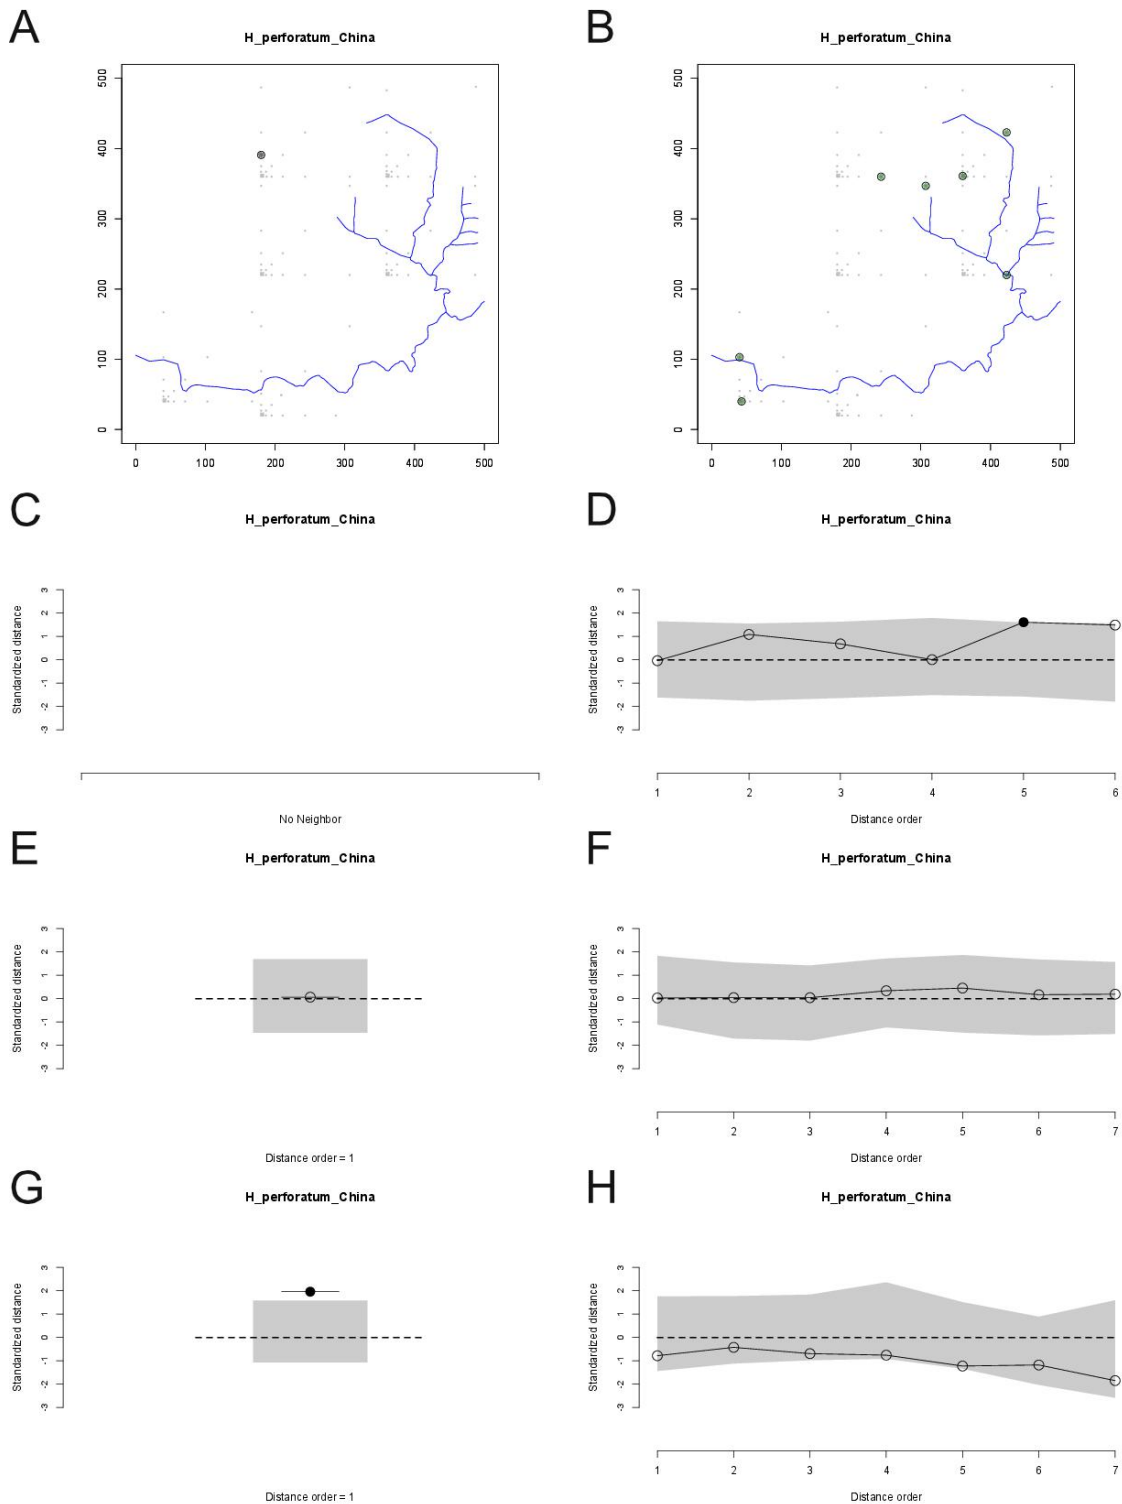 A
B
H_perforatum_China
H_perforatum_China
500
400
300
200
100
0
0 100 200 300 400 500
500
400
300
200
100
0
0 100 200 300 400 500
C
D
H_perforatum_China
H_perforatum_China
Standardized distance
3
2
1
0
-1
-2
-3
No Neighbor
Standardized distance
3
2
1
0
-1
-2
-3
1 2 3 4 5 6
Distance order
E
F
H_perforatum_China
H_perforatum_China
Standardized distance
3
2
1
0
-1
-2
-3
Distance order = 1
Standardized distance
3
2
1
0
-1
-2
-3
1 2 3 4 5 6 7
Distance order
G
H
H_perforatum_China
H_perforatum_China
Standardized distance
3
2
1
0
-1
-2
-3
Distance order = 1
Standardized distance
3
2
1
0
-1
-2
-3
1 2 3 4 5 6 7
Distance order